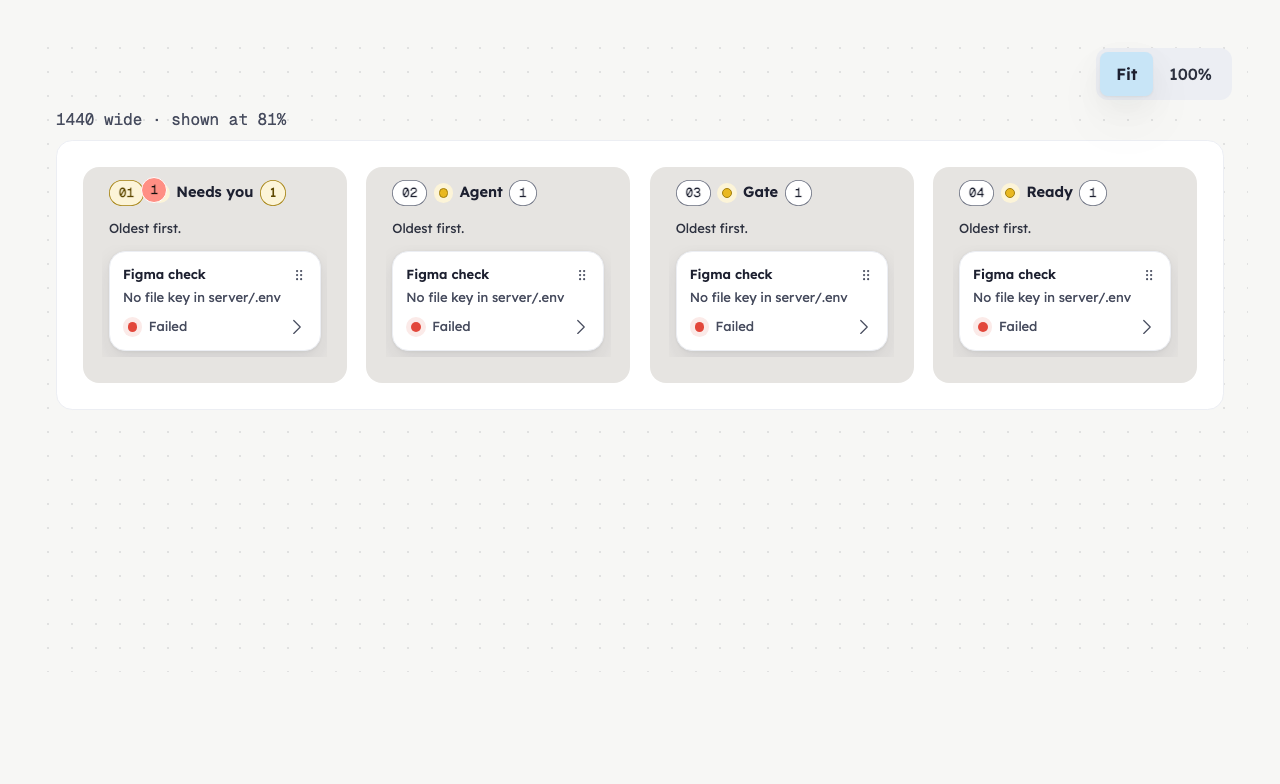 Fit 100%
1440 wide · shown at 81%
01 1 Needs you 1
Oldest first.
Figma check
No file key in server/.env
Failed
02 Agent 1
Oldest first.
Figma check
No file key in server/.env
Failed
03 Gate 1
Oldest first.
Figma check
No file key in server/.env
Failed
04 Ready 1
Oldest first.
Figma check
No file key in server/.env
Failed